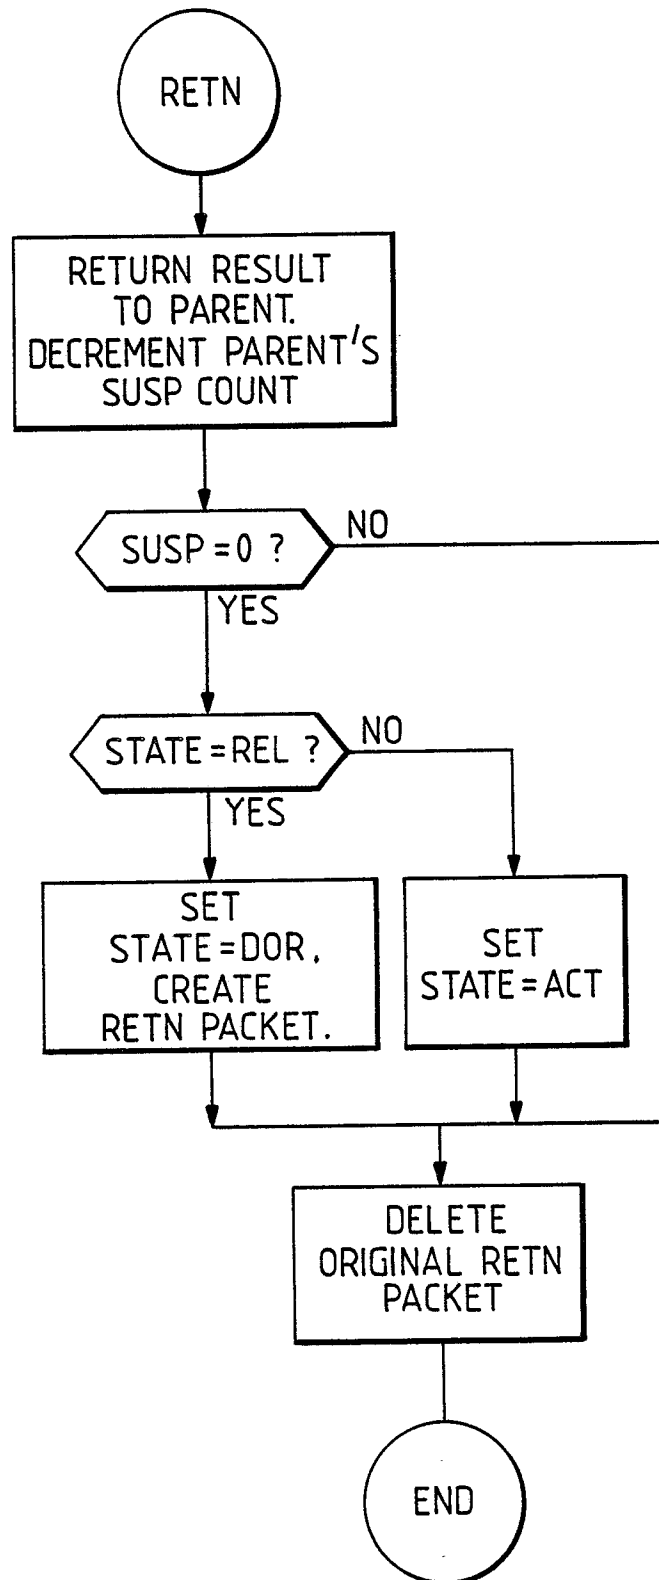 RETN
RETURN RESULT
TO PARENT.
DECREMENT PARENT'S
SUSP COUNT
SUSP=0 ?
NO
YES
STATE=REL ?
NO
YES
SET
STATE=DOR,
CREATE
RETN PACKET.
SET
STATE=ACT
DELETE
ORIGINAL RETN
PACKET
END